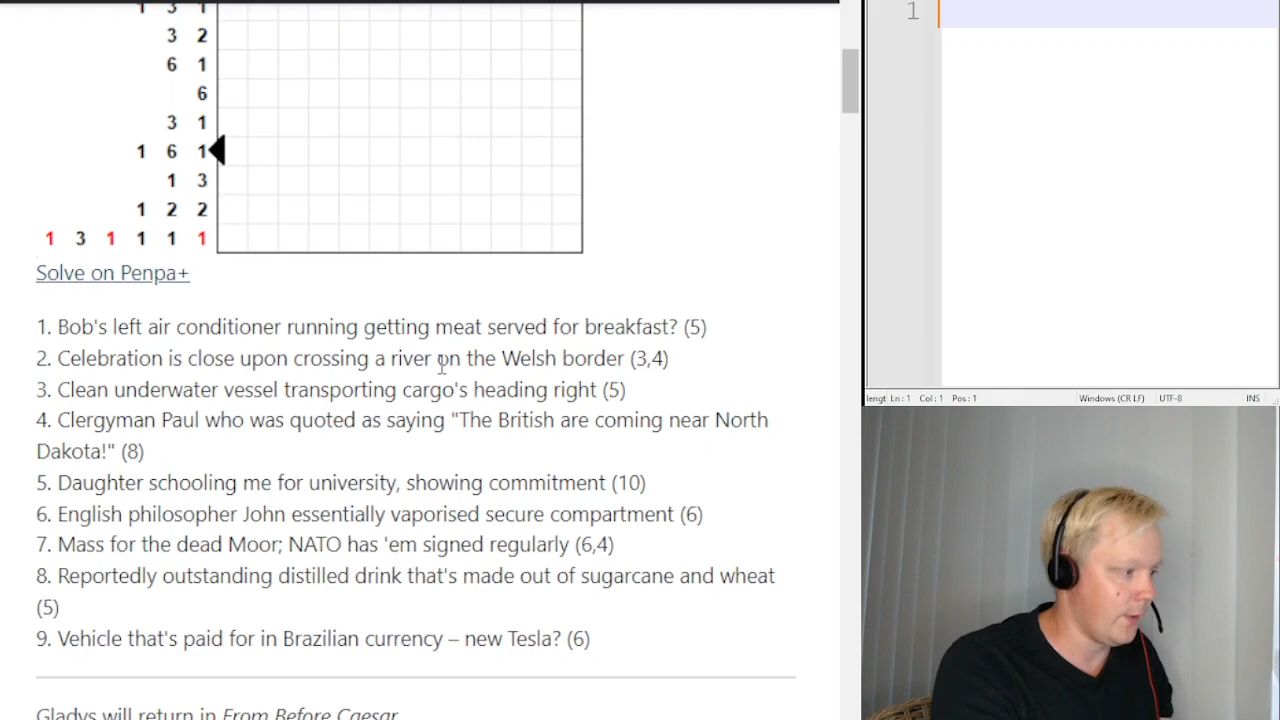 1 3 1
3 2
6 1
6
3 1
1 6 1
1 3
1 2 2
1 3 1 1 1 1
Solve on Penpa+
1. Bob's left air conditioner running getting meat served for breakfast? (5)
2. Celebration is close upon crossing a river on the Welsh border (3,4)
3. Clean underwater vessel transporting cargo's heading right (5)
4. Clergyman Paul who was quoted as saying "The British are coming near North
Dakota!" (8)
5. Daughter schooling me for university, showing commitment (10)
6. English philosopher John essentially vaporised secure compartment (6)
7. Mass for the dead Moor; NATO has 'em signed regularly (6,4)
8. Reportedly outstanding distilled drink that's made out of sugarcane and wheat
(5)
9. Vehicle that's paid for in Brazilian currency – new Tesla? (6)
Gladys will return in From Before Caesar
1
lengt Ln: 1 Col: 1 Pos: 1 Windows (CR LF) UTF-8 INS